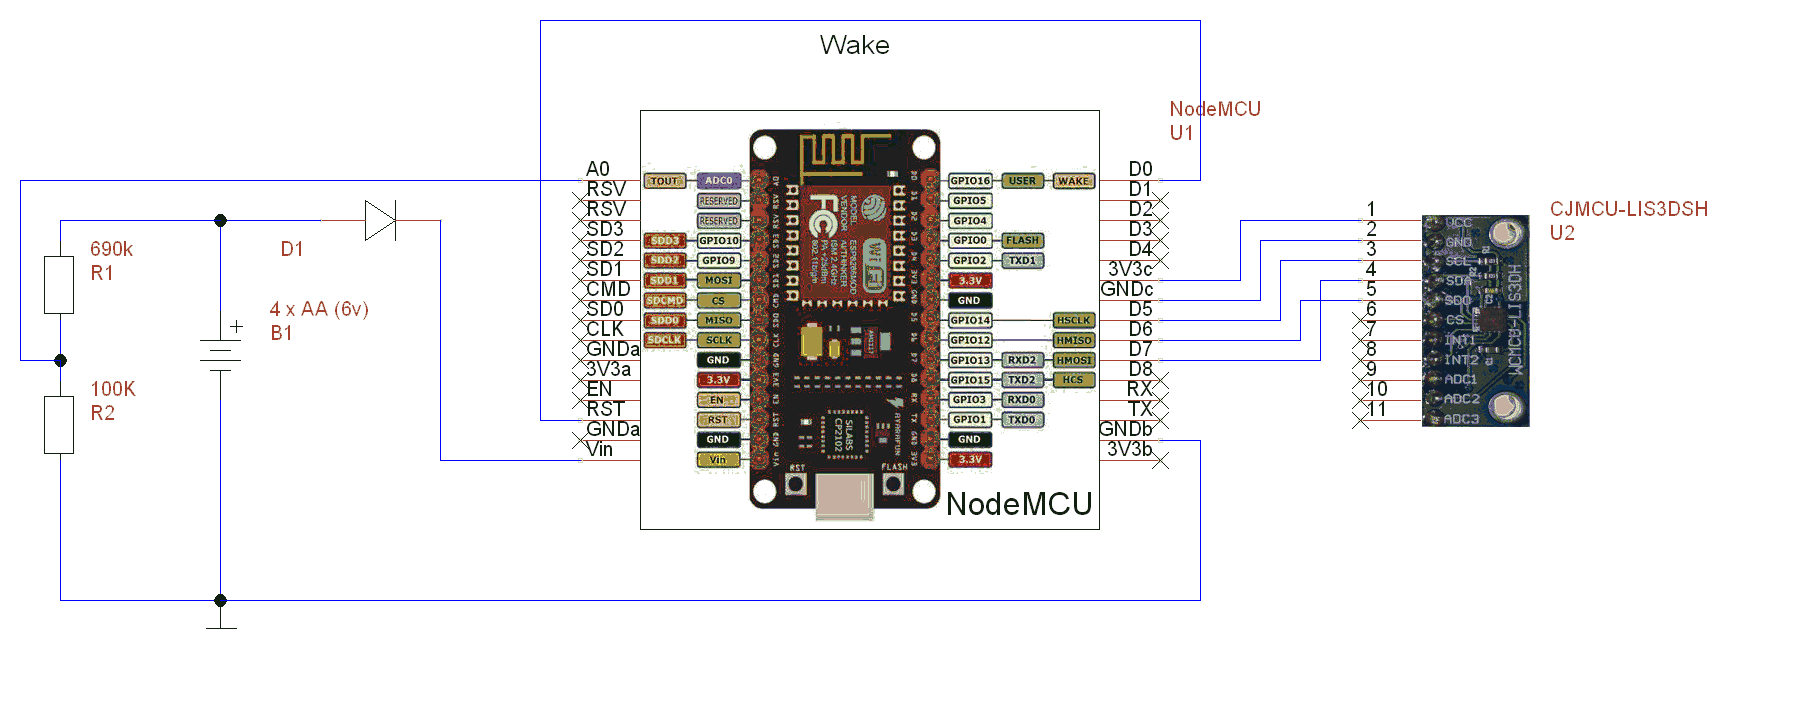 Wake
NodeMCU
U1
A0
RSV
RSV
SD3
SD2
SD1
CMD
SD0
CLK
GNDa
3V3a
EN
RST
GNDa
Vin
TOUT ADC0
RESERVED
RESERVED
SDD3 GPIO10
SDD2 GPIO9
SDD1 MOSI
SDCMD CS
SDD0 MISO
SDCLK SCLK
GND
3.3V
EN
RST
GND
Vin
GPIO16 USER WAKE
GPIO5
GPIO4
GPIO0 FLASH
GPIO2 TXD1
3.3V
GND
GPIO14 HSCLK
GPIO12 HMISO
GPIO13 RXD2 HMOSI
GPIO15 TXD2 HCS
GPIO3 RXD0
GPIO1 TXD0
GND
3.3V
D0
D1
D2
D3
D4
3V3c
GNDc
D5
D6
D7
D8
RX
TX
GNDb
3V3b
FC
WiFi
MODEL
VENDOR
SILABS
CP2102
RST
FLASH
NodeMCU
690k
R1
100K
R2
D1
4 x AA (6v)
+
B1
CJMCU-LIS3DSH
U2
1
2
3
4
5
6
7
8
9
10
11
VCC
GND
SCL
SDA
SDO
CS
INT1
INT2
ADC1
ADC2
ADC3